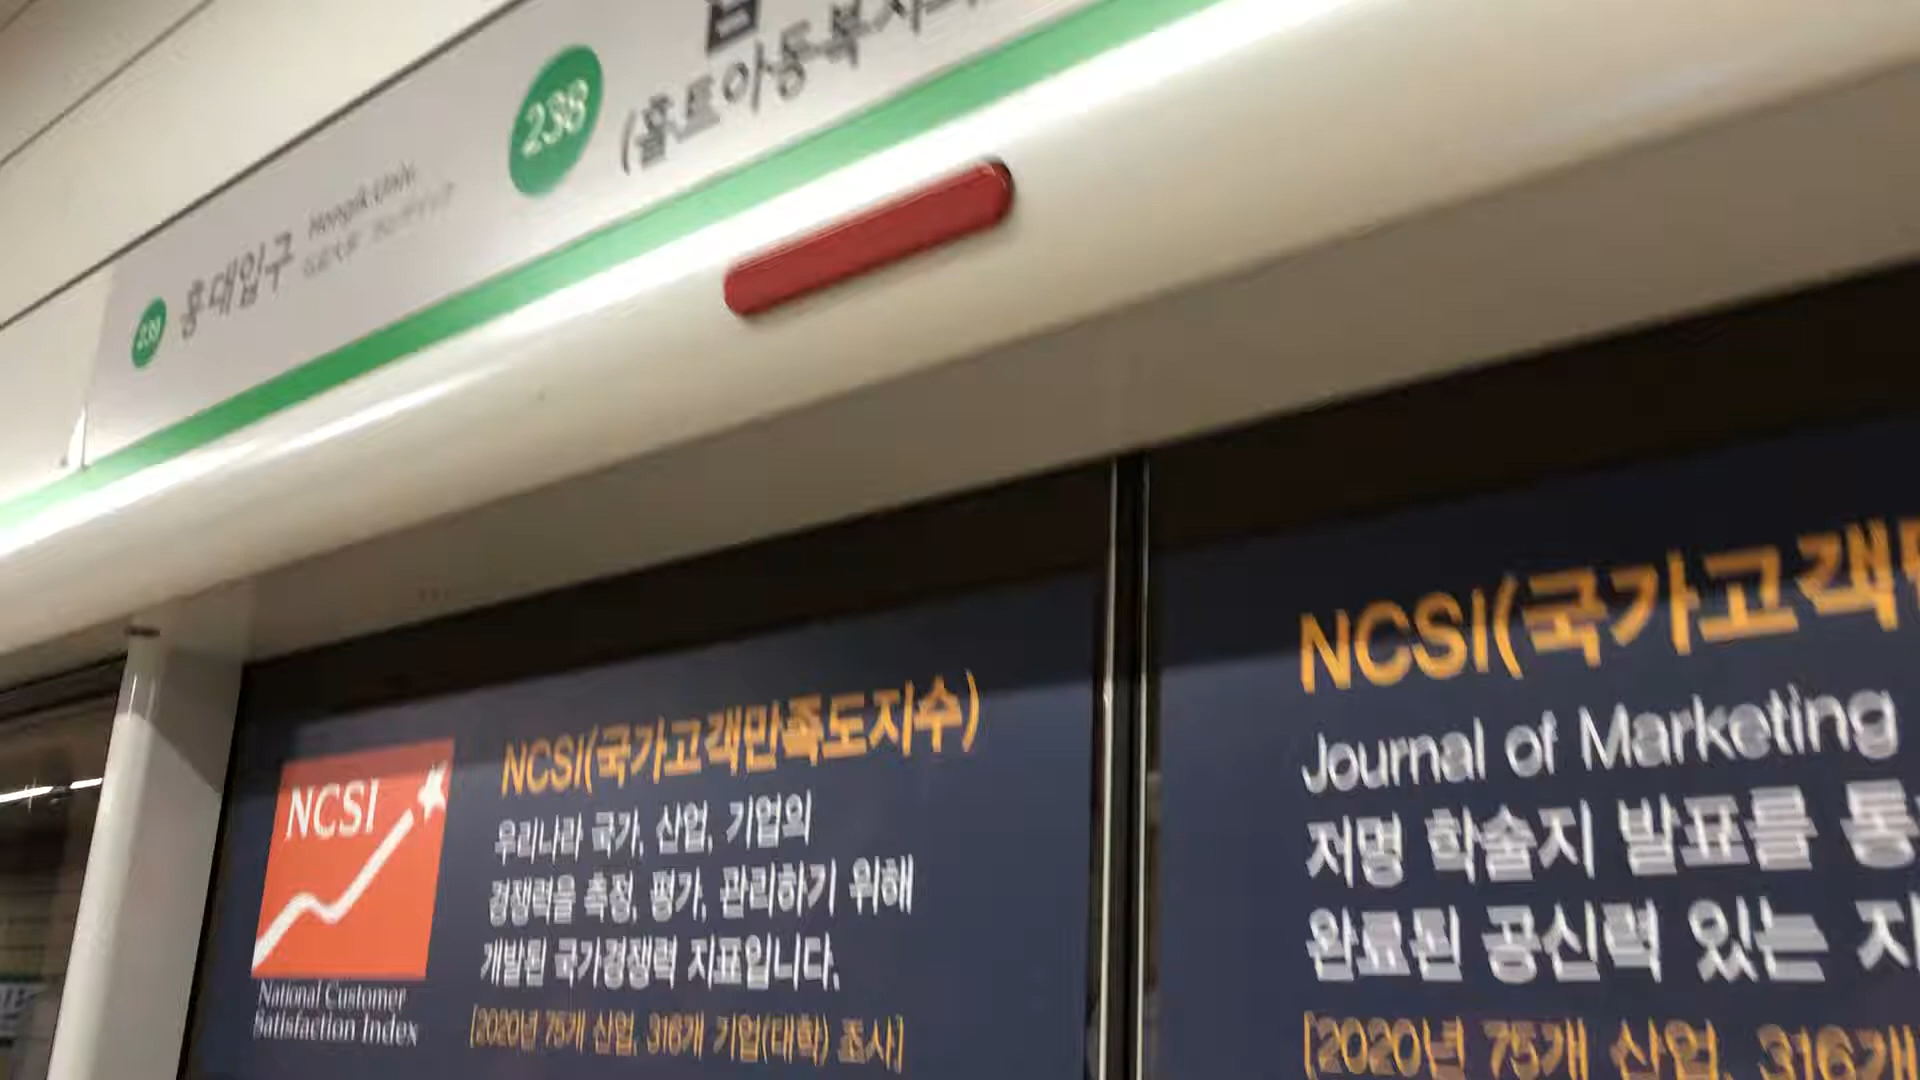 238
(홀트아동복지회
239
홍대입구
Hongik Univ.
NCSI
National Customer
Satisfaction Index
NCSI(국가고객만족도지수)
우리나라 국가, 산업, 기업의
경쟁력을 측정, 평가, 관리하기 위해
개발된 국가경쟁력 지표입니다.
[2020년 75개 산업, 316개 기업(대학) 조사]
NCSI(국가고객
Journal of Marketing
저명 학술지 발표를 통
완료된 공신력 있는 지
[2020년 75개 산업, 316개